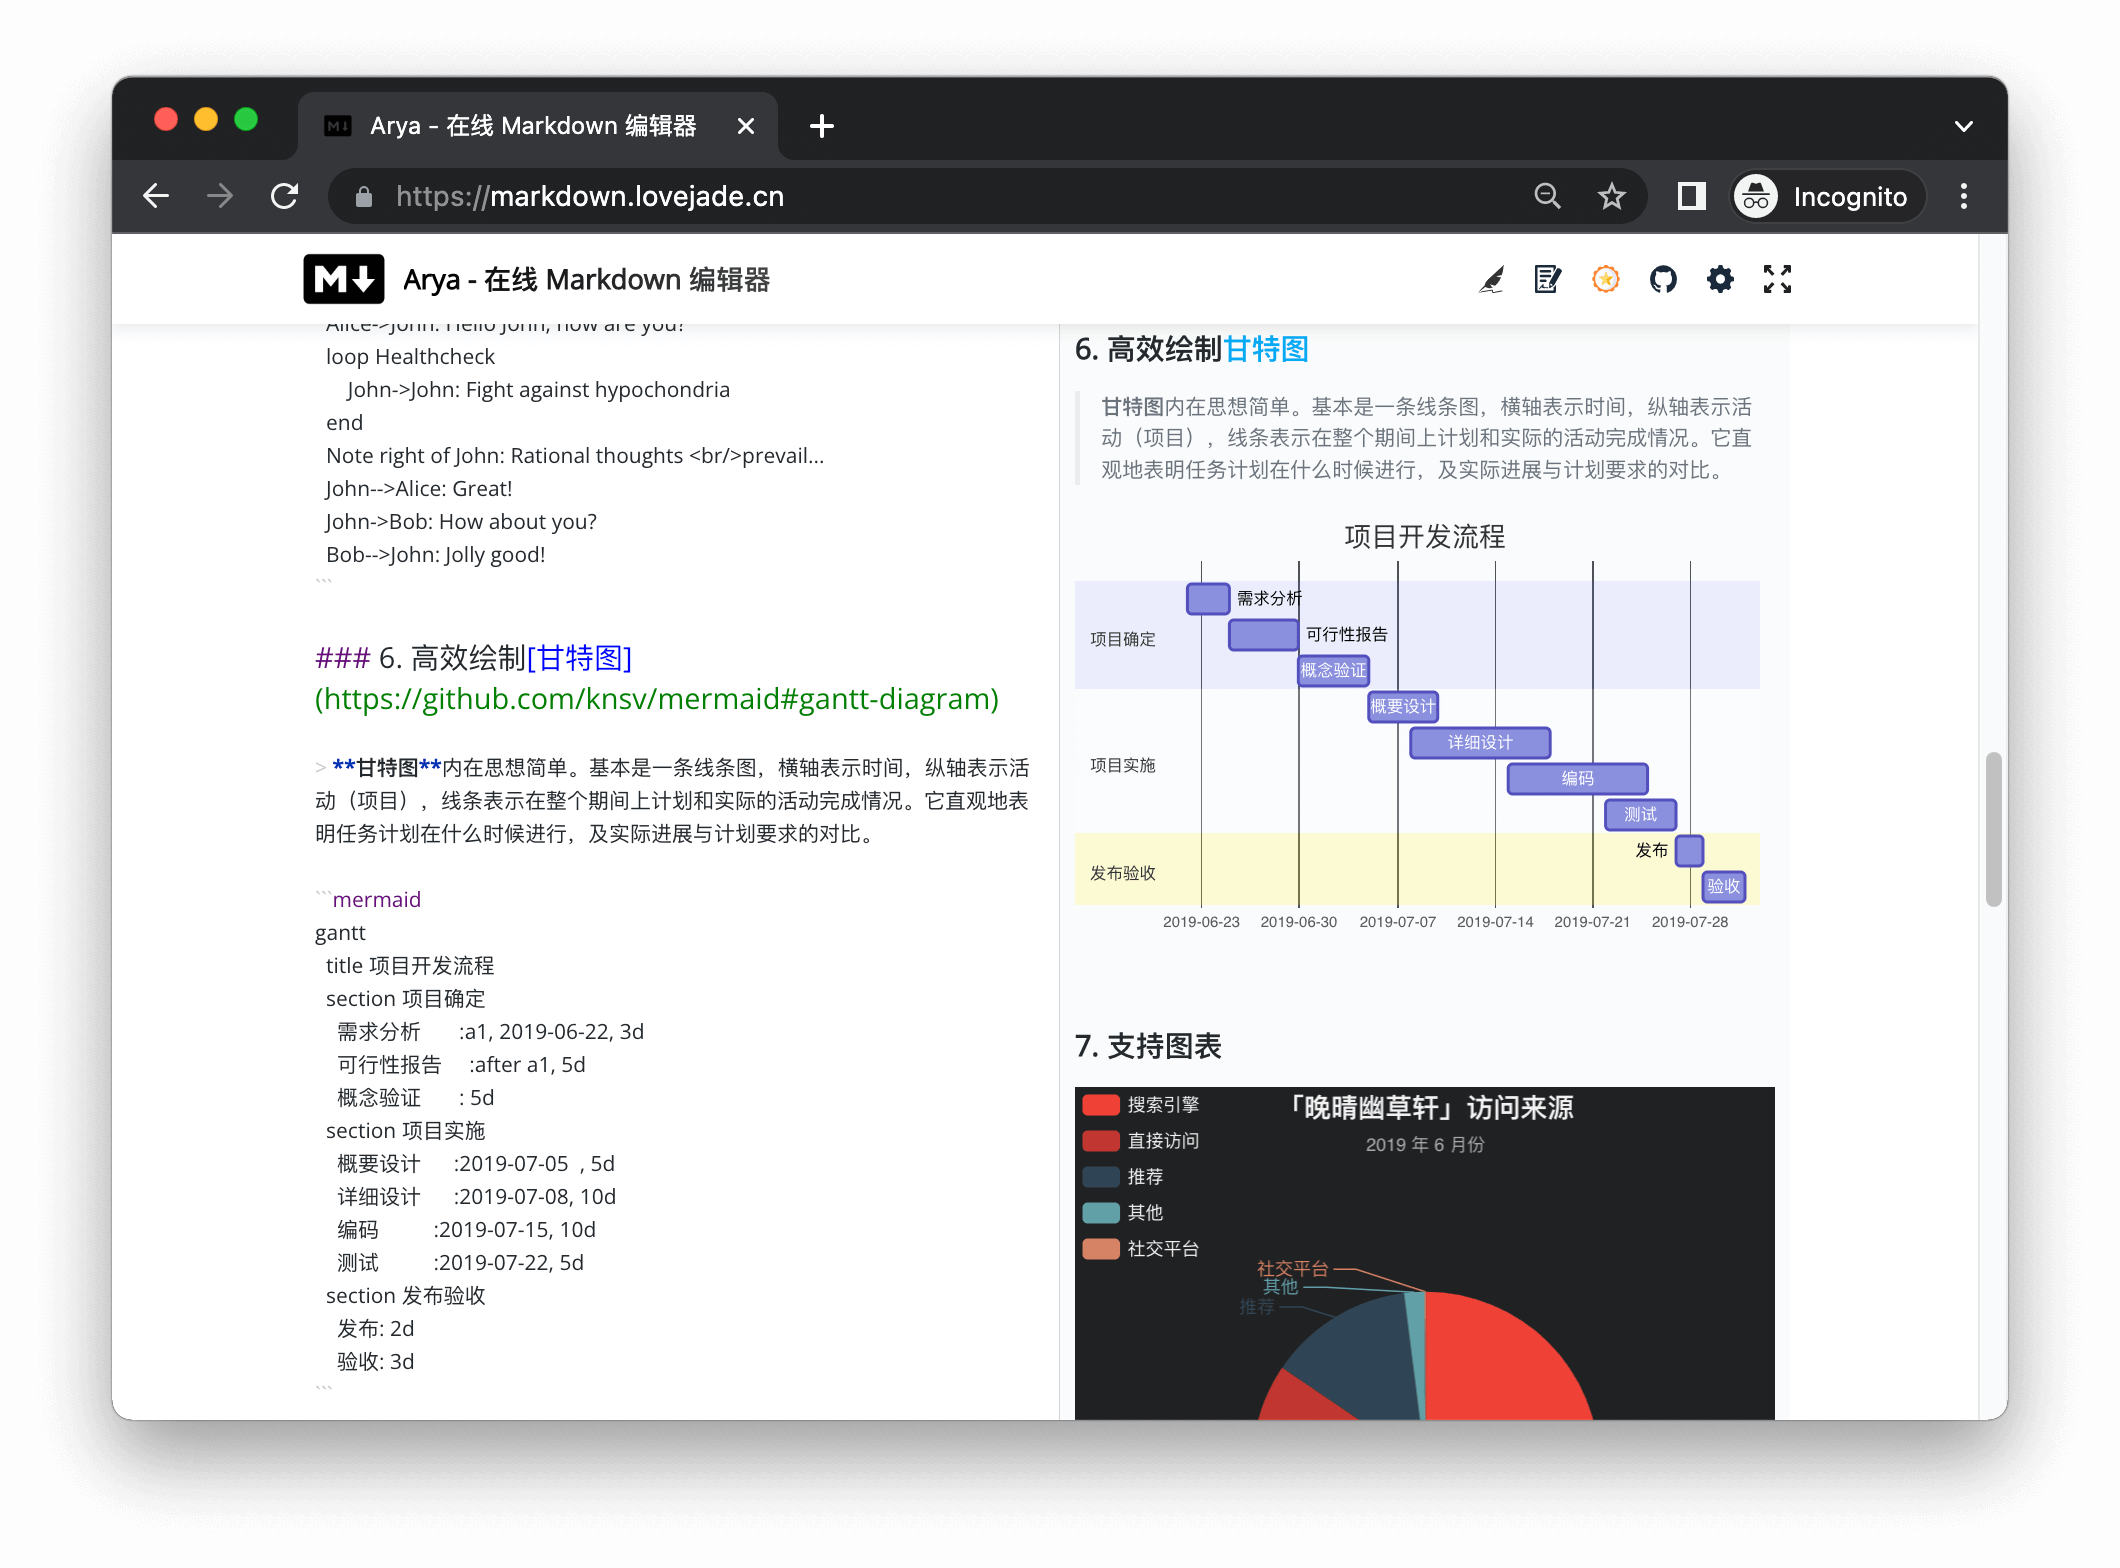 Arya - 在线 Markdown 编辑器
https://markdown.lovejade.cn
Incognito
M↓ Arya - 在线 Markdown 编辑器
Alice->John: Hello John, how are you?
loop Healthcheck
John->John: Fight against hypochondria
end
Note right of John: Rational thoughts <br/>prevail...
John-->Alice: Great!
John->Bob: How about you?
Bob-->John: Jolly good!
```
### 6. 高效绘制[甘特图]
(https://github.com/knsv/mermaid#gantt-diagram)
> **甘特图**内在思想简单。基本是一条线条图，横轴表示时间，纵轴表示活
动（项目），线条表示在整个期间上计划和实际的活动完成情况。它直观地表
明任务计划在什么时候进行，及实际进展与计划要求的对比。
```mermaid
gantt
title 项目开发流程
section 项目确定
需求分析 :a1, 2019-06-22, 3d
可行性报告 :after a1, 5d
概念验证 : 5d
section 项目实施
概要设计 :2019-07-05 , 5d
详细设计 :2019-07-08, 10d
编码 :2019-07-15, 10d
测试 :2019-07-22, 5d
section 发布验收
发布: 2d
验收: 3d
```
6. 高效绘制甘特图
甘特图内在思想简单。基本是一条线条图，横轴表示时间，纵轴表示活
动（项目），线条表示在整个期间上计划和实际的活动完成情况。它直
观地表明任务计划在什么时候进行，及实际进展与计划要求的对比。
项目开发流程
需求分析
可行性报告
项目确定
概念验证
概要设计
详细设计
项目实施
编码
测试
发布
发布验收
验收
2019-06-23 2019-06-30 2019-07-07 2019-07-14 2019-07-21 2019-07-28
7. 支持图表
「晚晴幽草轩」访问来源
2019 年 6 月份
搜索引擎
直接访问
推荐
其他
社交平台
社交平台
其他
推荐